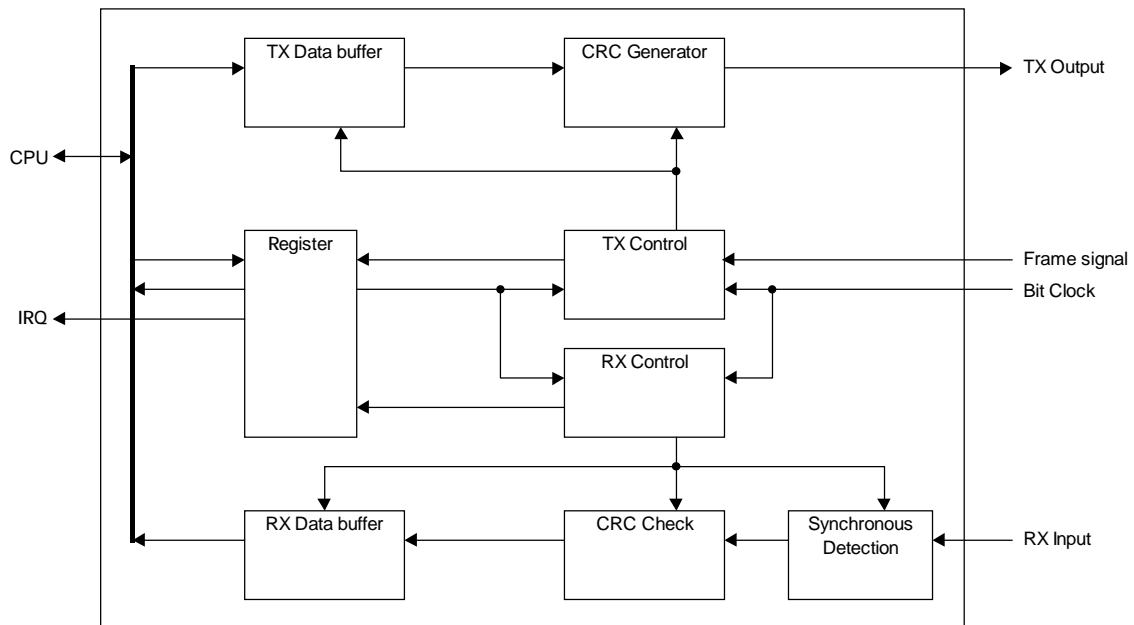 TX Data buffer
CRC Generator
TX Output
CPU
Register
TX Control
Frame signal
Bit Clock
IRQ
RX Control
RX Data buffer
CRC Check
Synchronous
Detection
RX Input